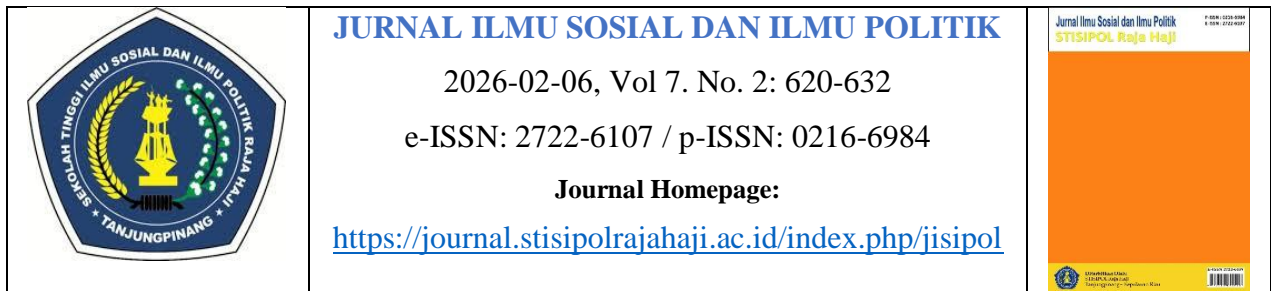 SEKOLAH TINGGI ILMU SOSIAL DAN ILMU POLITIK RAJA HAJI
* TANJUNGPINANG *
JURNAL ILMU SOSIAL DAN ILMU POLITIK
2026-02-06, Vol 7. No. 2: 620-632
e-ISSN: 2722-6107 / p-ISSN: 0216-6984
Journal Homepage:
https://journal.stisipolrajahaji.ac.id/index.php/jisipol
Jurnal Ilmu Sosial dan Ilmu Politik
STISIPOL Raja Haji